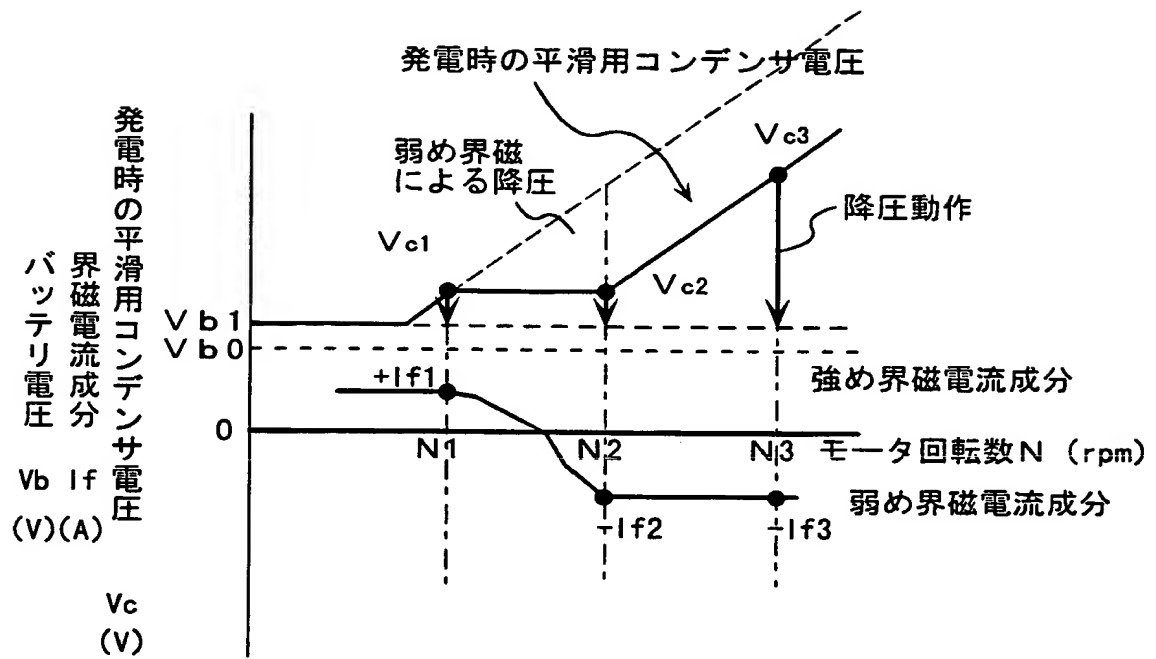 発電時の平滑用コンデンサ電圧
弱め界磁
による降圧
Vc3
降圧動作
Vc1
Vc2
発電時の平滑用コンデンサ電圧
Vc
(V)
界磁電流成分
If
(A)
バッテリ電圧
Vb
(V)
Vb1
Vb0
+If1
強め界磁電流成分
0
N1
N2
N3
モータ回転数N (rpm)
弱め界磁電流成分
-If2
-If3